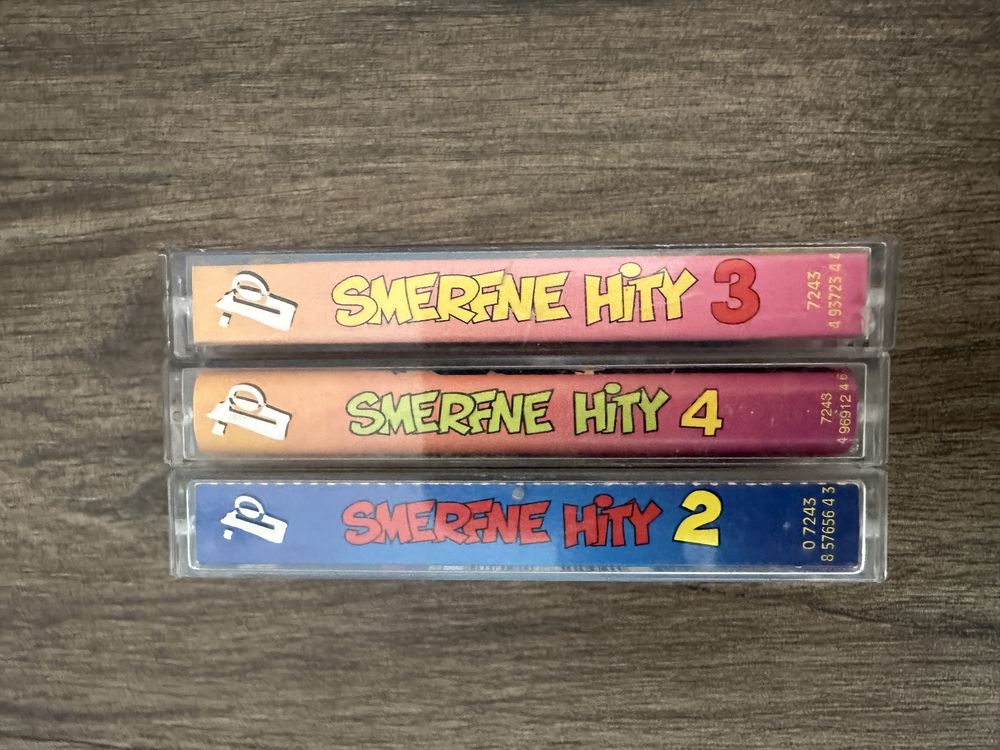 SMERFNE HITY 3
7243
4 93723 4 4
SMERFNE HITY 4
7243
4 96912 4 6
SMERFNE HITY 2
0 7243
8 57656 4 3